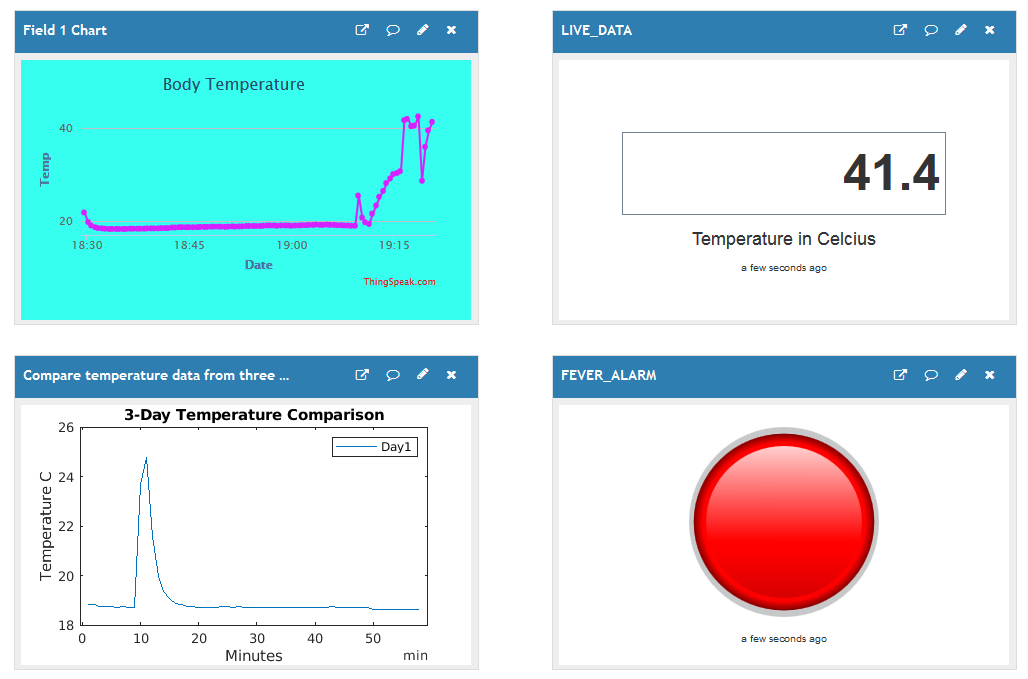 Field 1 Chart
Body Temperature
40
20
Temp
18:30 18:45 19:00 19:15
Date
ThingSpeak.com
LIVE_DATA
41.4
Temperature in Celcius
a few seconds ago
Compare temperature data from three ...
3-Day Temperature Comparison
Day1
26
24
22
20
18
Temperature C
0 10 20 30 40 50
Minutes min
FEVER_ALARM
a few seconds ago